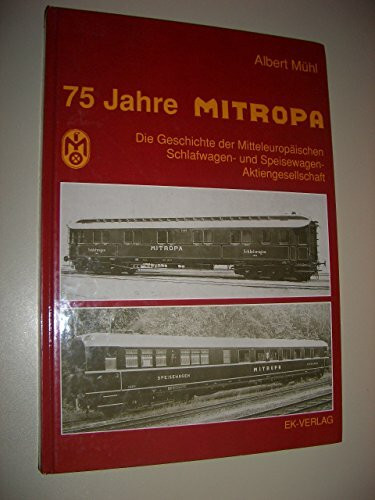 Albert Mühl
75 Jahre MITROPA
Die Geschichte der Mitteleuropäischen
Schlafwagen- und Speisewagen-
Aktiengesellschaft
MITROPA
Schlafwagen
SPEISEWAGEN
MITROPA
EK-VERLAG